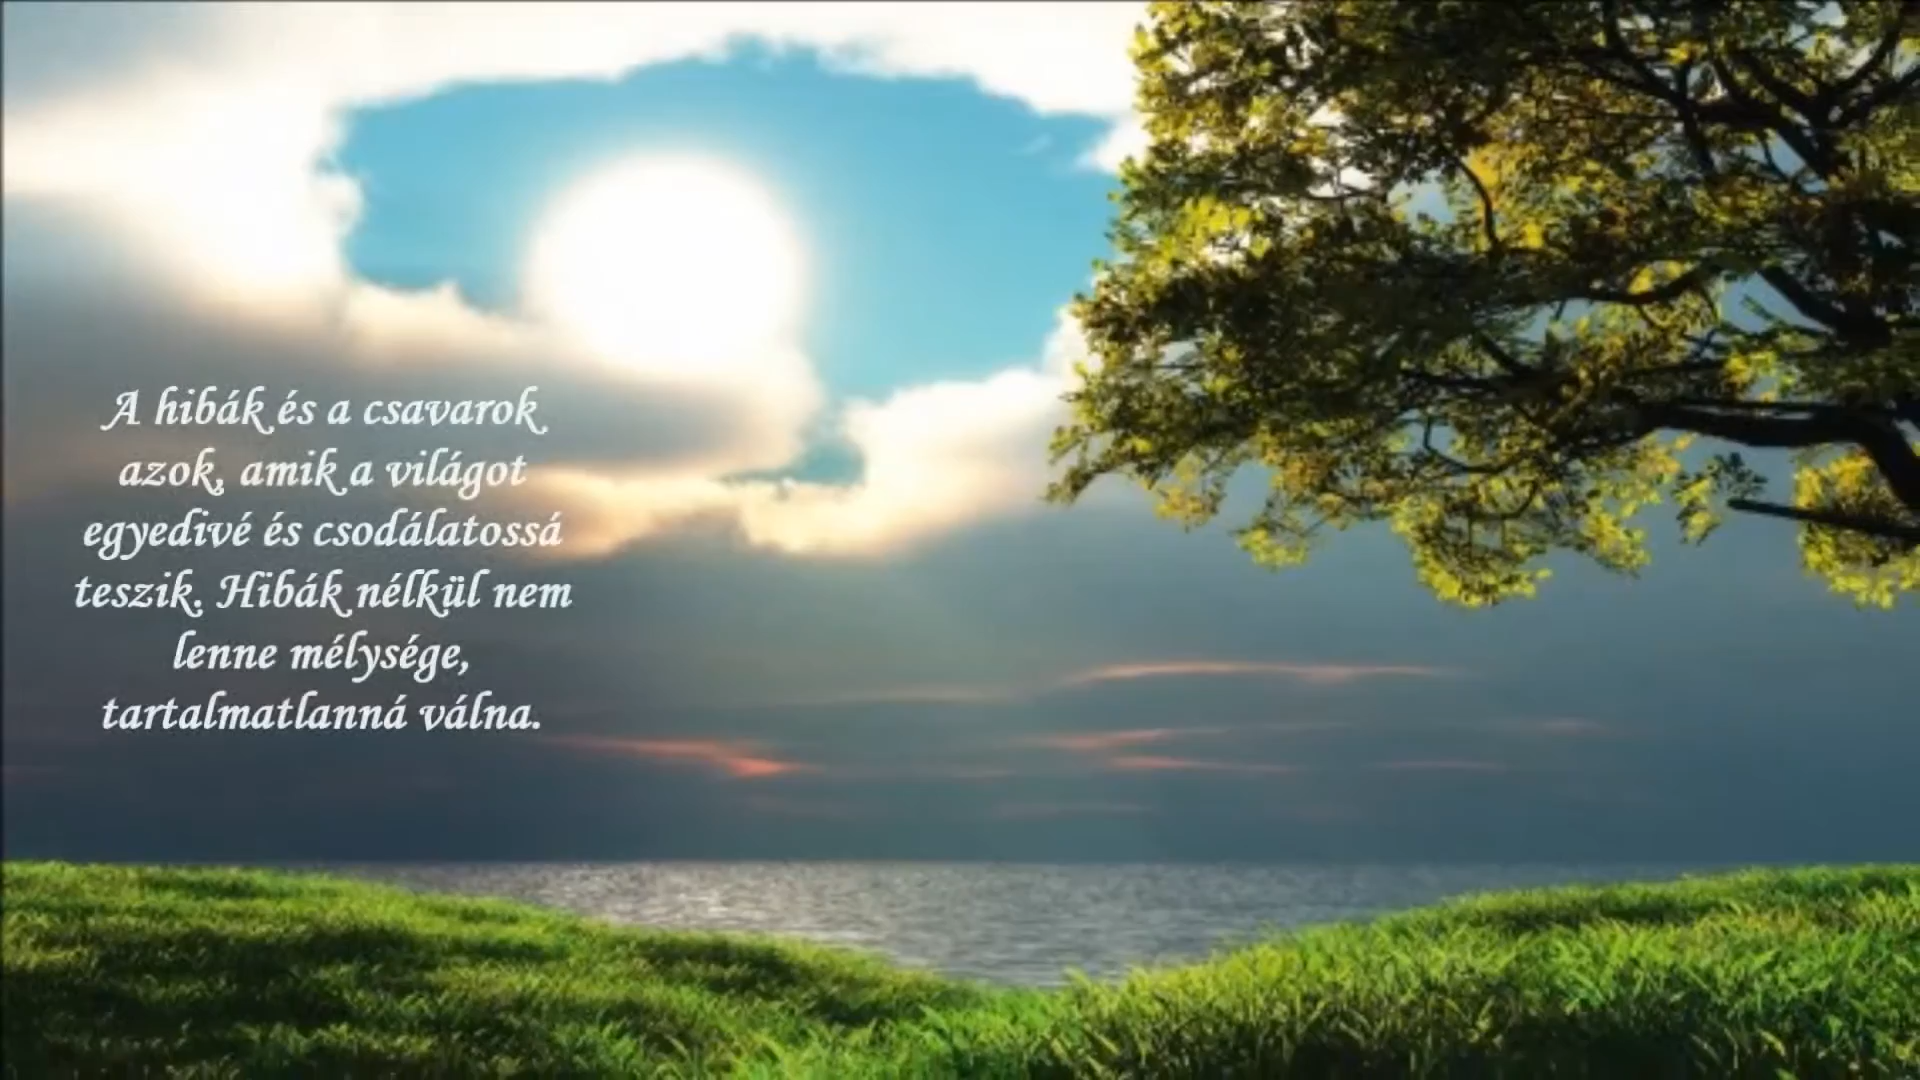 A hibák és a csavarok
azok, amik a világot
egyedivé és csodálatossá
teszik. Hibák nélkül nem
lenne mélysége,
tartalmatlanná válna.